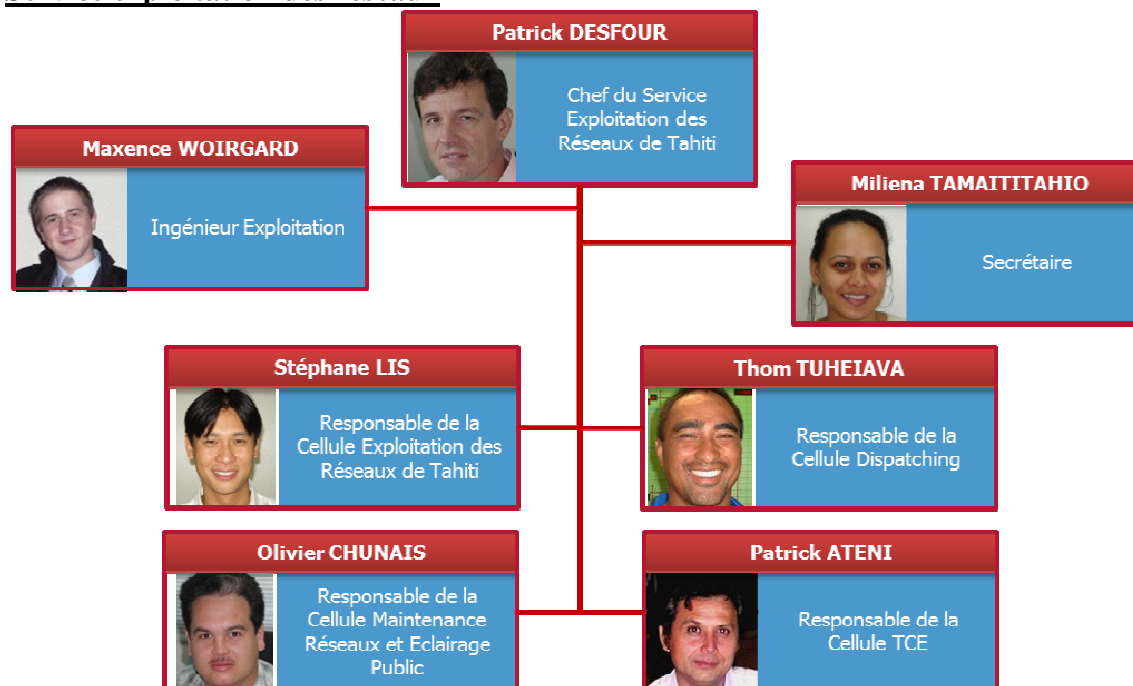 Patrick DESFOUR
Chef du Service
Exploitation des
Réseaux de Tahiti
Maxence WOIRGARD
Ingénieur Exploitation
Miliena TAMAITITAHIO
Secrétaire
Stéphane LIS
Responsable de la
Cellule Exploitation des
Réseaux de Tahiti
Thom TUHEIAVA
Responsable de la
Cellule Dispatching
Olivier CHUNAIS
Responsable de la
Cellule Maintenance
Réseaux et Eclairage
Public
Patrick ATENI
Responsable de la
Cellule TCE